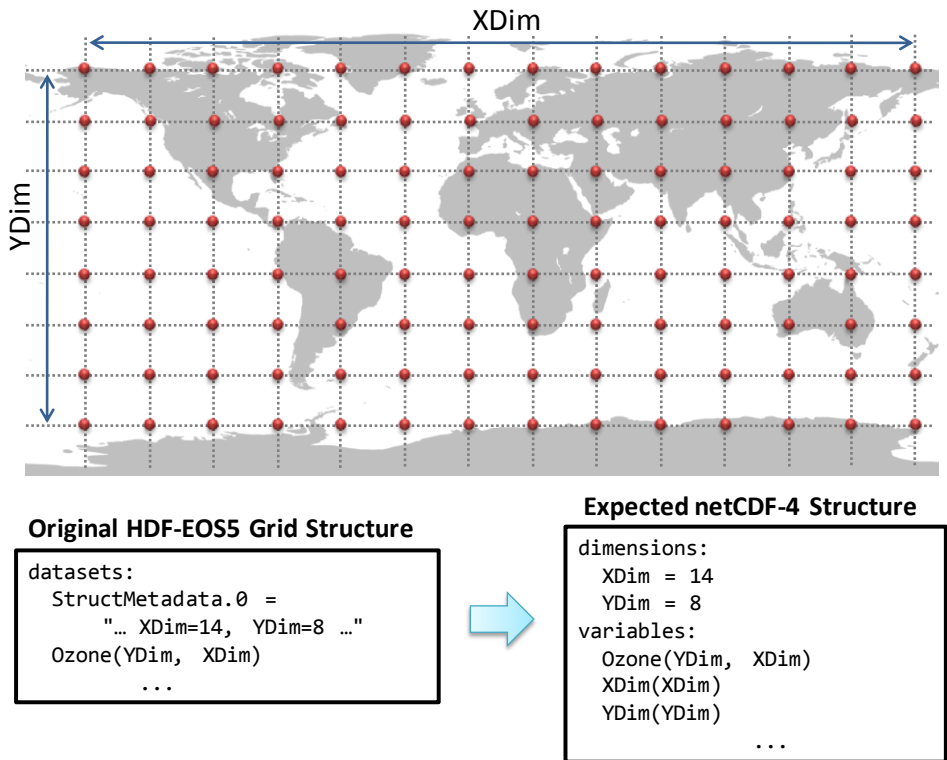 XDim
YDim
Original HDF-EOS5 Grid Structure
datasets:
StructMetadata.0 =
"… XDim=14, YDim=8 …"
Ozone(YDim, XDim)
...
Expected netCDF-4 Structure
dimensions:
XDim = 14
YDim = 8
variables:
Ozone(YDim, XDim)
XDim(XDim)
YDim(YDim)
...